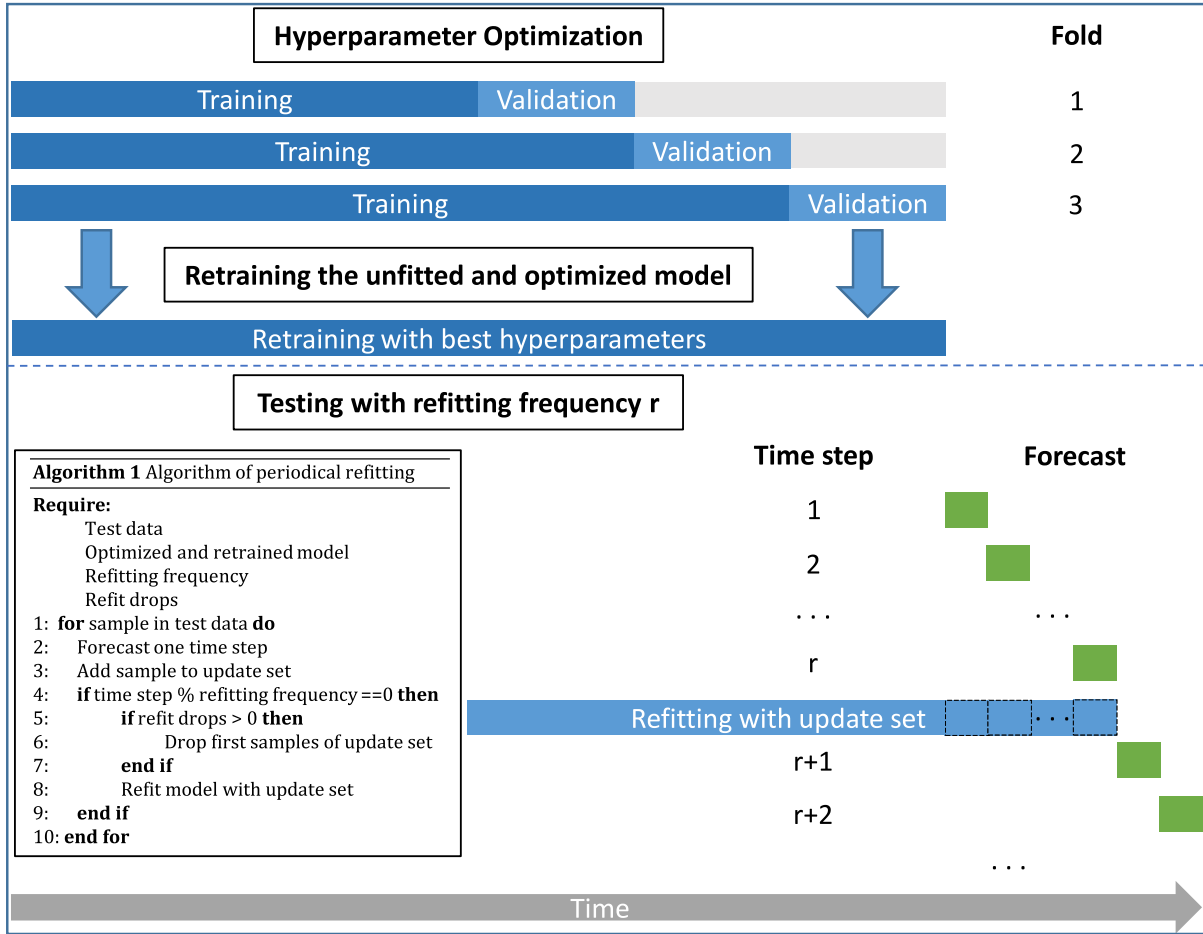 Hyperparameter Optimization
Fold
Training
Validation
1
Training
Validation
2
Training
Validation
3
Retraining the unfitted and optimized model
Retraining with best hyperparameters
Testing with refitting frequency r
Algorithm 1 Algorithm of periodical refitting
Require:
Test data
Optimized and retrained model
Refitting frequency
Refit drops
1: for sample in test data do
2: Forecast one time step
3: Add sample to update set
4: if time step % refitting frequency ==0 then
5: if refit drops > 0 then
6: Drop first samples of update set
7: end if
8: Refit model with update set
9: end if
10: end for
Time step
Forecast
1
2
. . .
. . .
r
Refitting with update set
. . .
r+1
r+2
. . .
Time